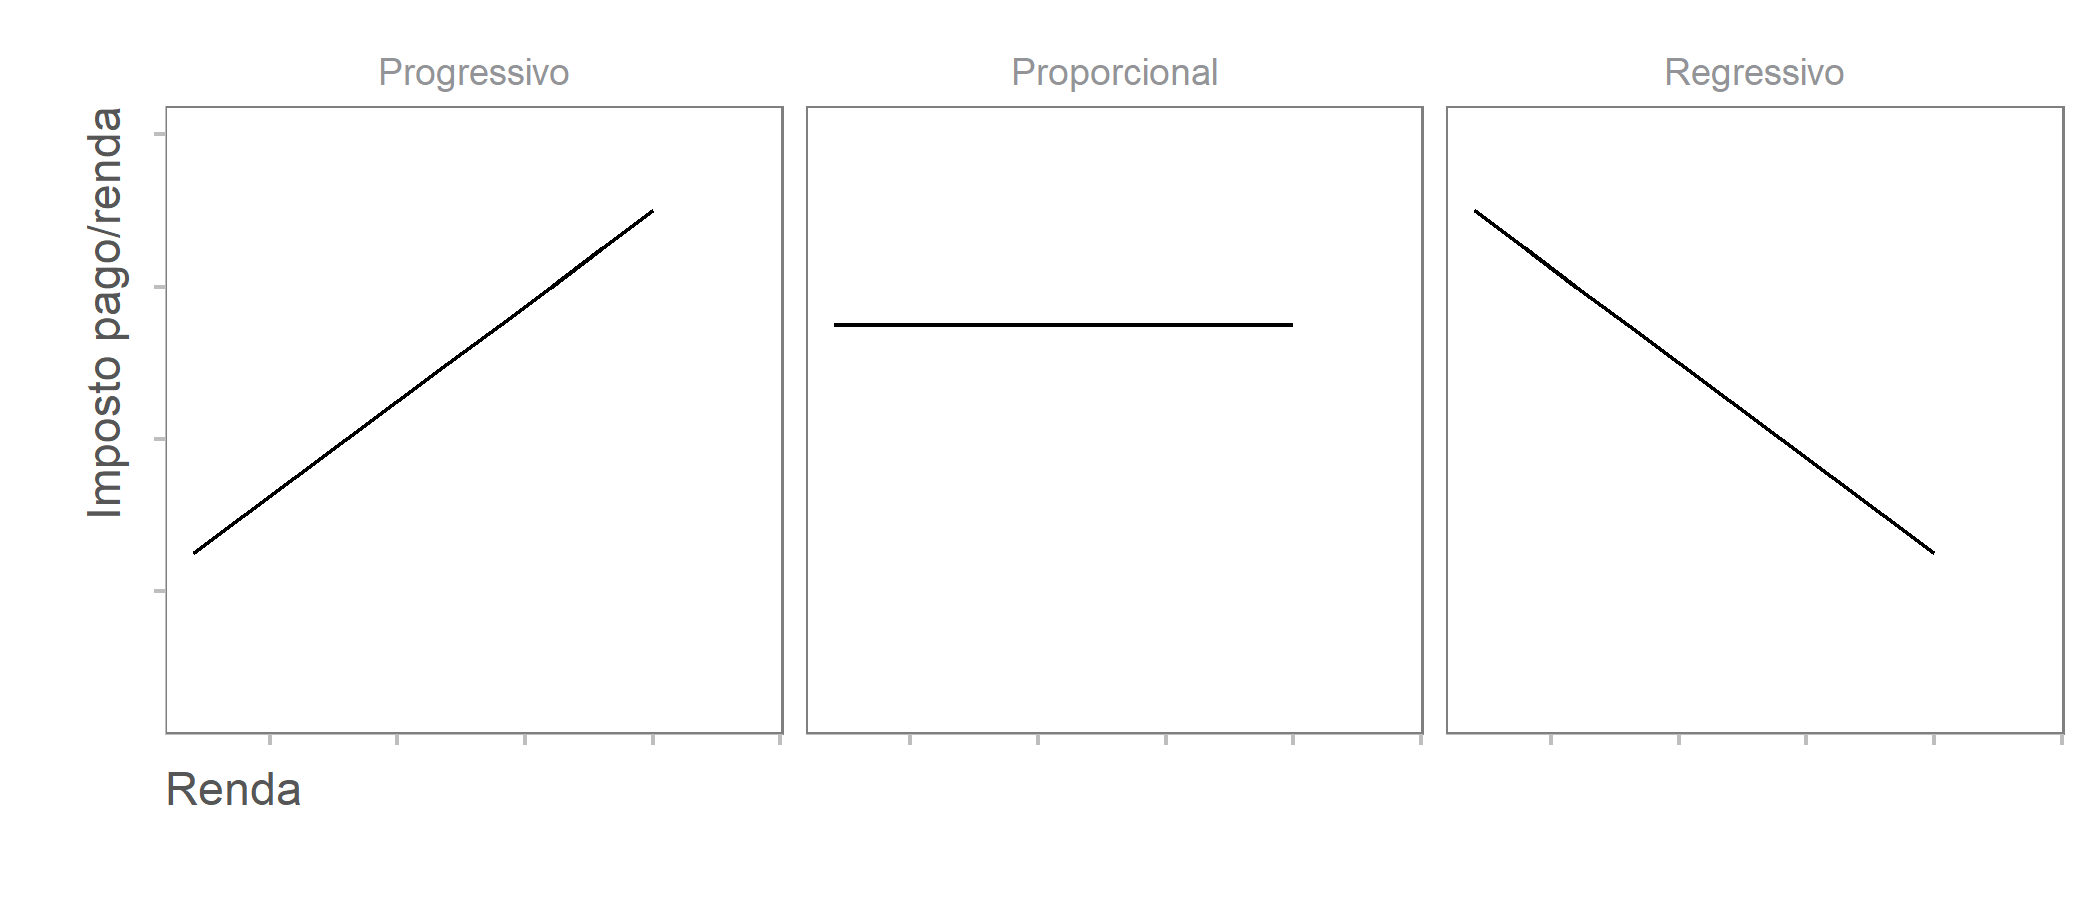 Progressivo
Proporcional
Regressivo
Imposto pago/renda
Renda